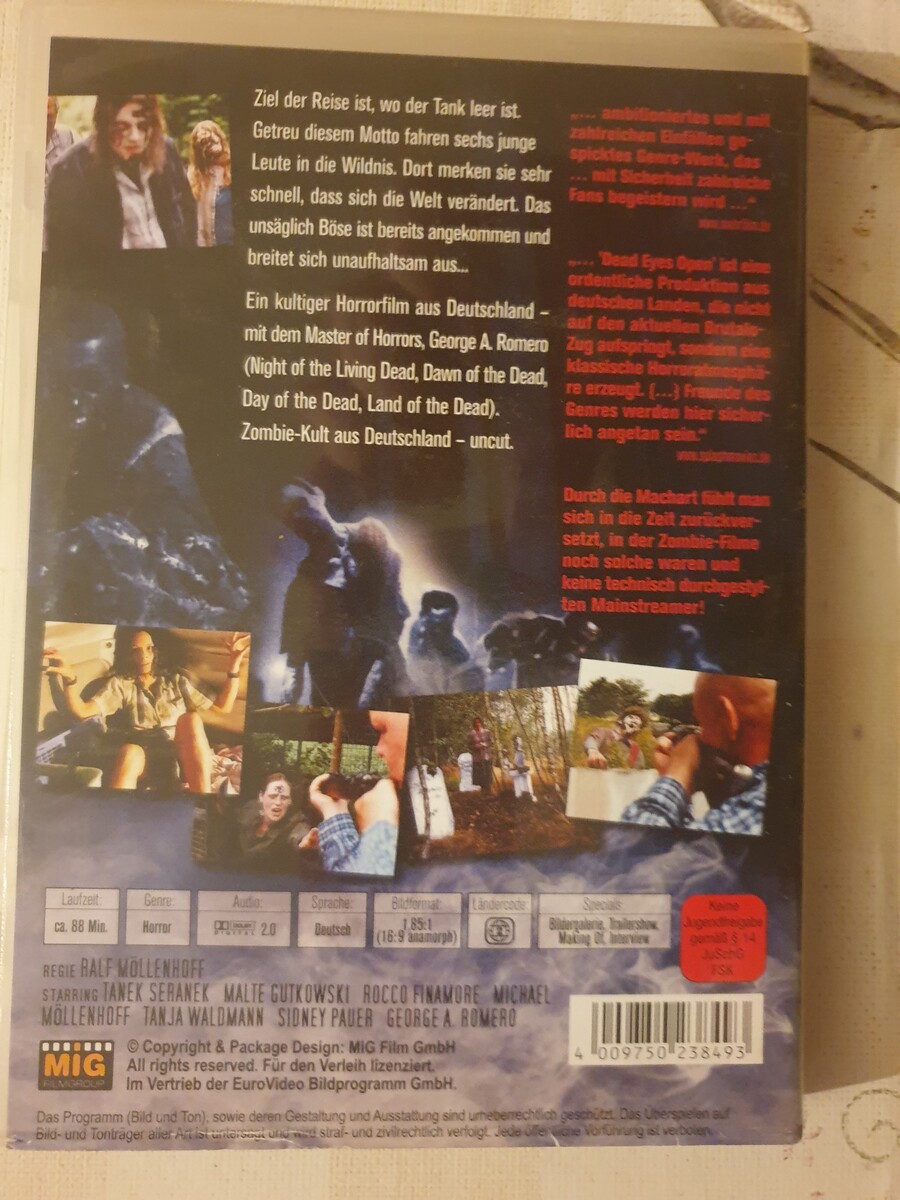 Ziel der Reise ist, wo der Tank leer ist.
Getreu diesem Motto fahren sechs junge
Leute in die Wildnis. Dort merken sie sehr
schnell, dass sich die Welt verändert. Das
unsäglich Böse ist bereits angekommen und
breitet sich unaufhaltsam aus...
Ein kultiger Horrorfilm aus Deutschland –
mit dem Master of Horrors, George A. Romero
(Night of the Living Dead, Dawn of the Dead,
Day of the Dead, Land of the Dead).
Zombie-Kult aus Deutschland – uncut.
„... ambitioniertes und mit
zahlreichen Einfällen ge-
spicktes Genre-Werk, das
... mit Sicherheit zahlreiche
Fans begeistern wird ...“
„... 'Dead Eyes Open' ist eine
ordentliche Produktion aus
deutschen Landen, die nicht
auf den aktuellen Brutalo-
Zug aufspringt, sondern eine
klassische Horroratmosphä-
re erzeugt. (...) Freunde des
Genres werden hier sicher-
lich angetan sein.“
Durch die Machart fühlt man
sich in die Zeit zurückver-
setzt, in der Zombie-Filme
noch solche waren und
keine technisch durchgestyl-
ten Mainstreamer!
Laufzeit:
ca. 88 Min.
Genre:
Horror
Audio:
DOLBY DIGITAL 2.0
Sprache:
Deutsch
Bildformat:
1.85:1
(16:9 anamorph)
Ländercode:
2
Specials:
Bildergalerie, Trailershow,
Making Of, Interview
Keine
Jugendfreigabe
gemäß § 14
JuSchG
FSK
REGIE RALF MÖLLENHOFF
STARRING TANEK SERANEK MALTE GUTKOWSKI ROCCO FINAMORE MICHAEL
MÖLLENHOFF TANJA WALDMANN SIDNEY PAUER GEORGE A. ROMERO
MiG
FILMGROUP
© Copyright & Package Design: MiG Film GmbH
All rights reserved. Für den Verleih lizenziert.
Im Vertrieb der EuroVideo Bildprogramm GmbH.
4 009750 238493
Das Programm (Bild und Ton), sowie deren Gestaltung und Ausstattung sind urheberrechtlich geschützt. Das Überspielen auf
Bild- und Tonträger aller Art ist untersagt und wird straf- und zivilrechtlich verfolgt. Jede öffentliche Vorführung ist verboten.